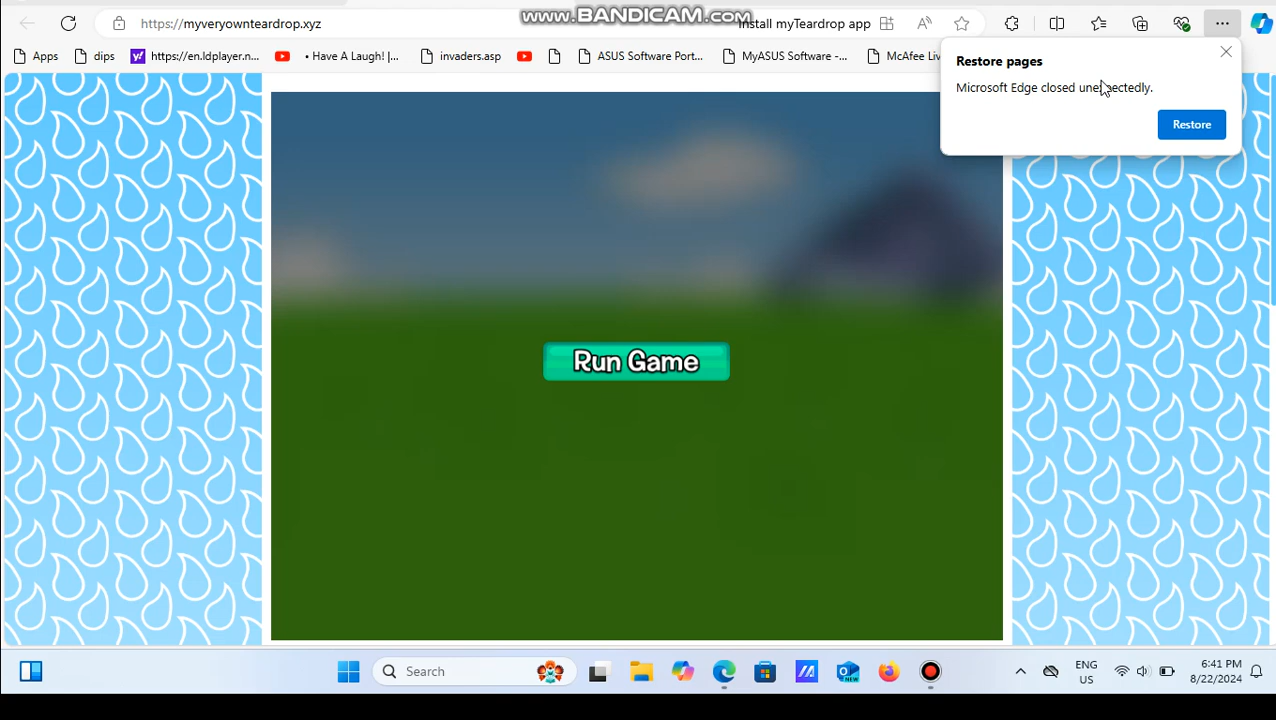 www.BANDICAM.com
https://myveryownteardrop.xyz
Install myTeardrop app
Apps
dips
https://en.ldplayer.n...
• Have A Laugh! |...
invaders.asp
ASUS Software Port...
MyASUS Software -...
McAfee Liv
Restore pages
Microsoft Edge closed unexpectedly.
Restore
Run Game
Search
NEW
ENG
US
6:41 PM
8/22/2024